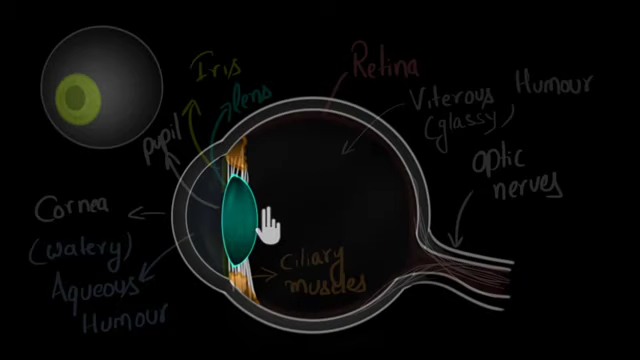 Iris
lens
pupil
Retina
Viterous Humour
(glassy)
Optic
nerves
Cornea
(watery)
Aqueous
Humour
ciliary
muscles